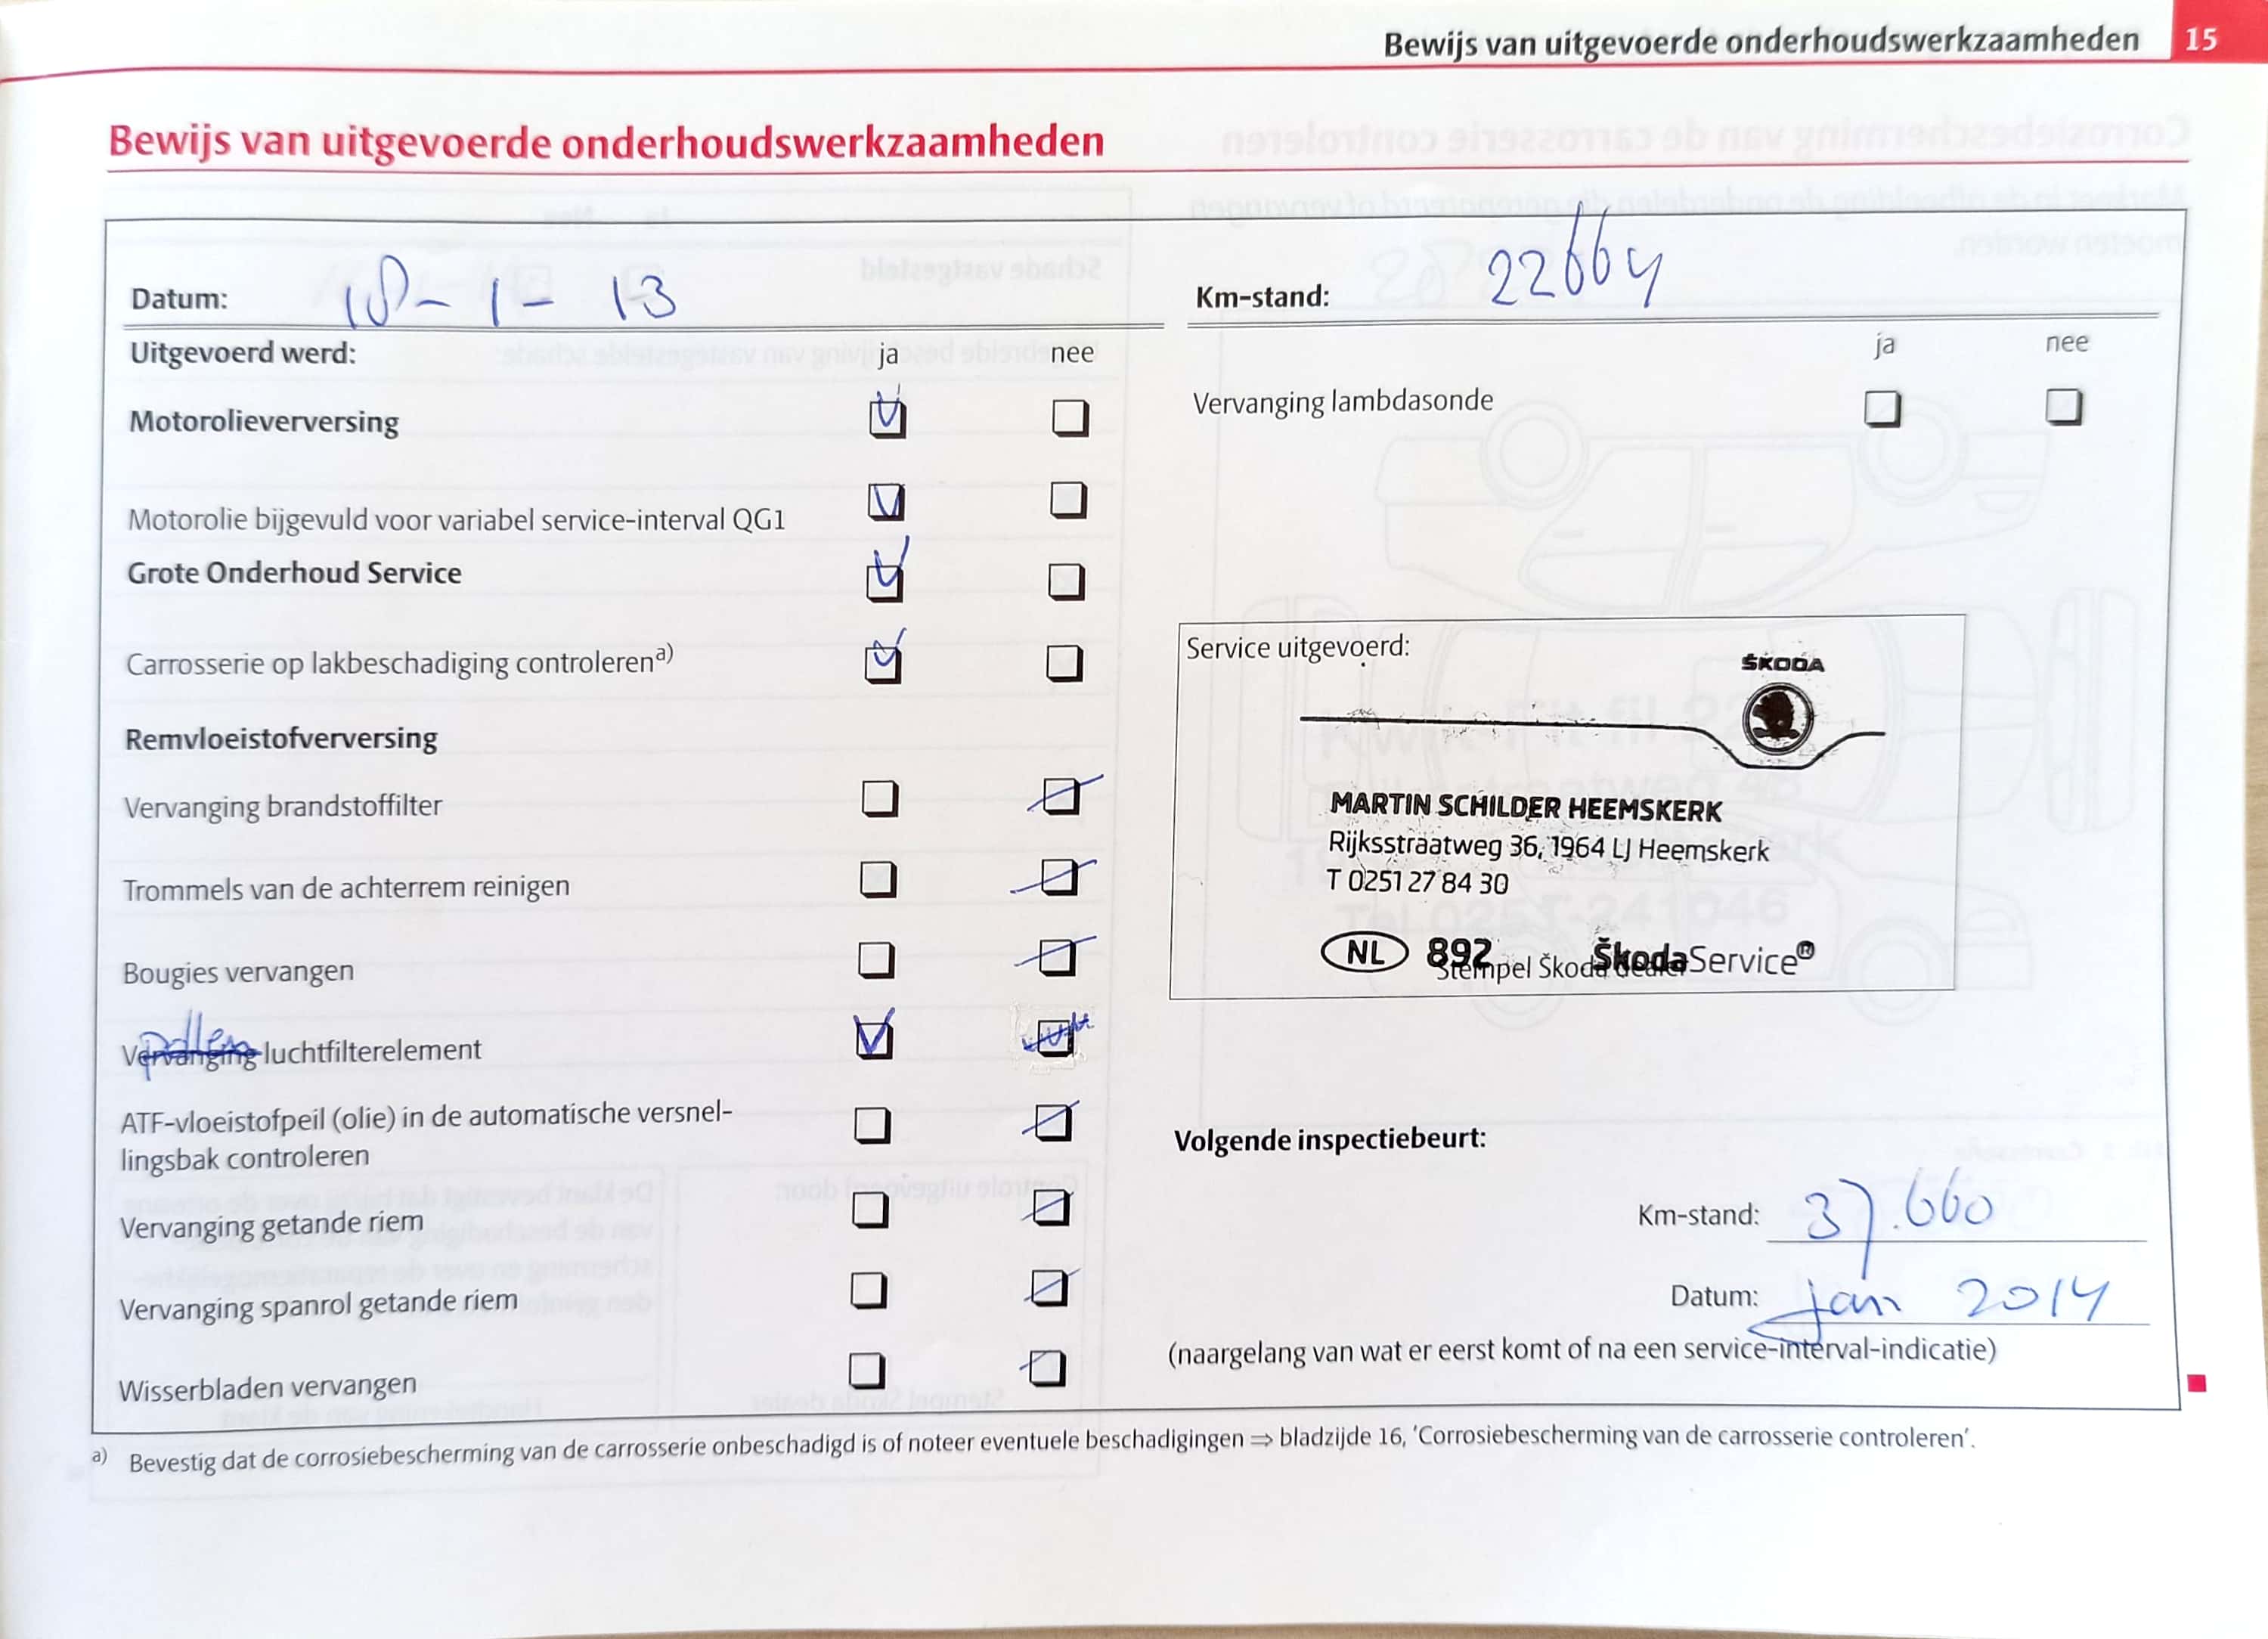 Bewijs van uitgevoerde onderhoudswerkzaamheden 15
Bewijs van uitgevoerde onderhoudswerkzaamheden
Datum: 18-1-13
Km-stand: 22664
Uitgevoerd werd: ja nee
ja nee
Motorolieverversing
Vervanging lambdasonde
Motorolie bijgevuld voor variabel service-interval QG1
Grote Onderhoud Service
Carrosserie op lakbeschadiging controleren a)
Remvloeistofverversing
Vervanging brandstoffilter
Trommels van de achterrem reinigen
Bougies vervangen
Vervanging luchtfilterelement
pollen
ATF-vloeistofpeil (olie) in de automatische versnel-
lingsbak controleren
Vervanging getande riem
Vervanging spanrol getande riem
Wisserbladen vervangen
Service uitgevoerd:
ŠKODA
MARTIN SCHILDER HEEMSKERK
Rijksstraatweg 36, 1964 LJ Heemskerk
T 0251 27 84 30
NL 892 ŠkodaService®
Stempel Škoda dealer
Volgende inspectiebeurt:
Km-stand: 37.660
Datum: jan 2014
(naargelang van wat er eerst komt of na een service-interval-indicatie)
a) Bevestig dat de corrosiebescherming van de carrosserie onbeschadigd is of noteer eventuele beschadigingen ⇒ bladzijde 16, 'Corrosiebescherming van de carrosserie controleren'.